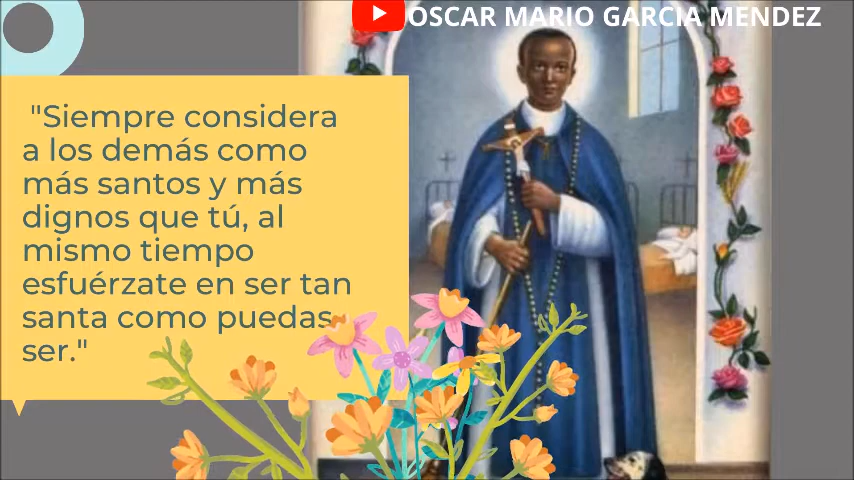 OSCAR MARIO GARCIA MENDEZ
"Siempre considera
a los demás como
más santos y más
dignos que tú, al
mismo tiempo
esfuérzate en ser tan
santa como puedas
ser."